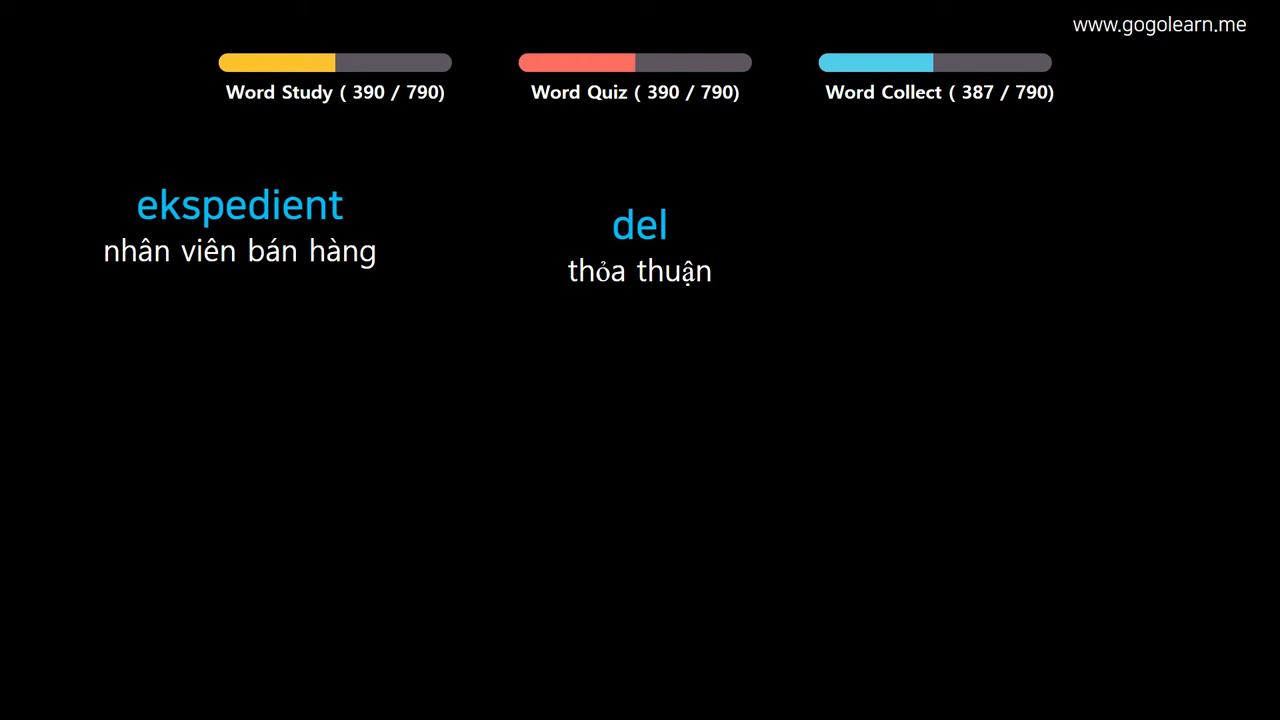 www.gogolearn.me
Word Study ( 390 / 790)
Word Quiz ( 390 / 790)
Word Collect ( 387 / 790)
ekspedient
nhân viên bán hàng
del
thỏa thuận